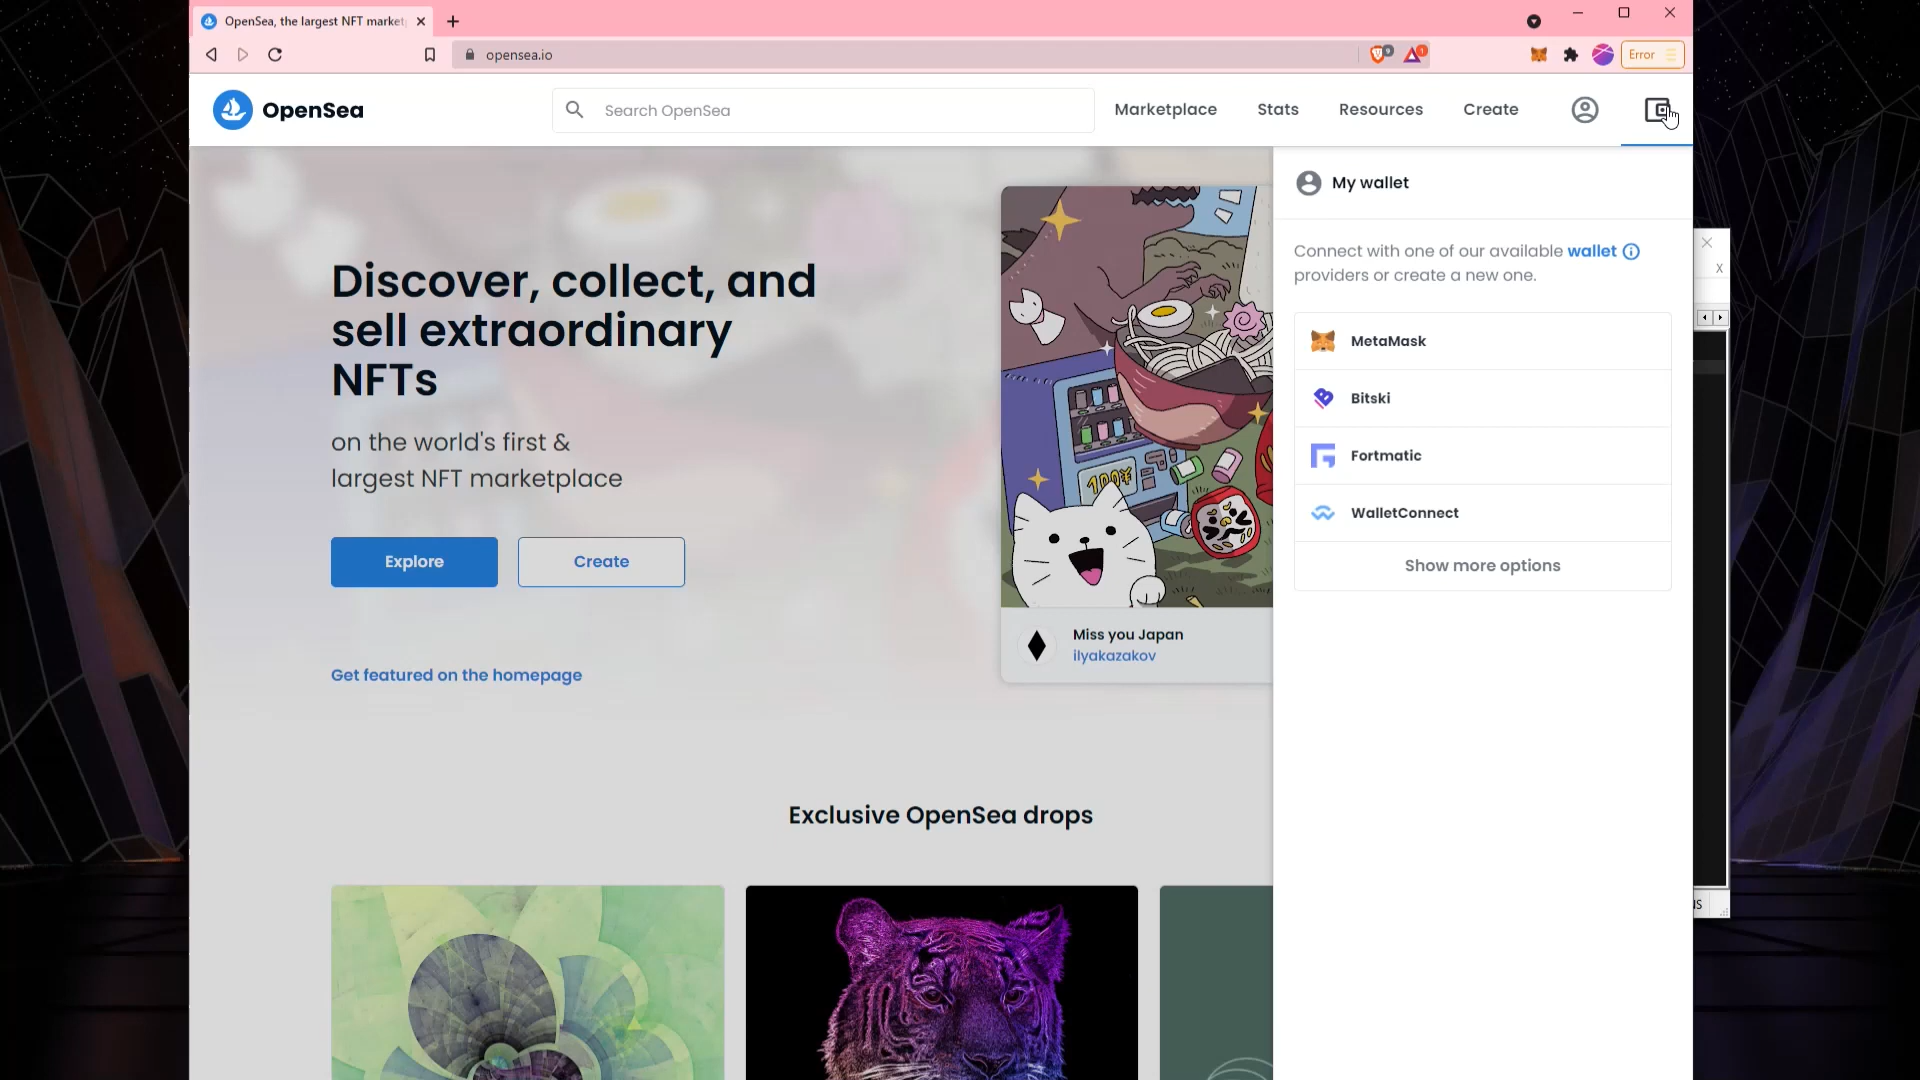 OpenSea, the largest NFT market
opensea.io
9
1
Error
OpenSea
Search OpenSea
Marketplace
Stats
Resources
Create
My wallet
Connect with one of our available wallet
providers or create a new one.
MetaMask
Bitski
Fortmatic
WalletConnect
Show more options
Discover, collect, and
sell extraordinary
NFTs
on the world's first &
largest NFT marketplace
Explore
Create
Get featured on the homepage
100¥
Miss you Japan
ilyakazakov
Exclusive OpenSea drops